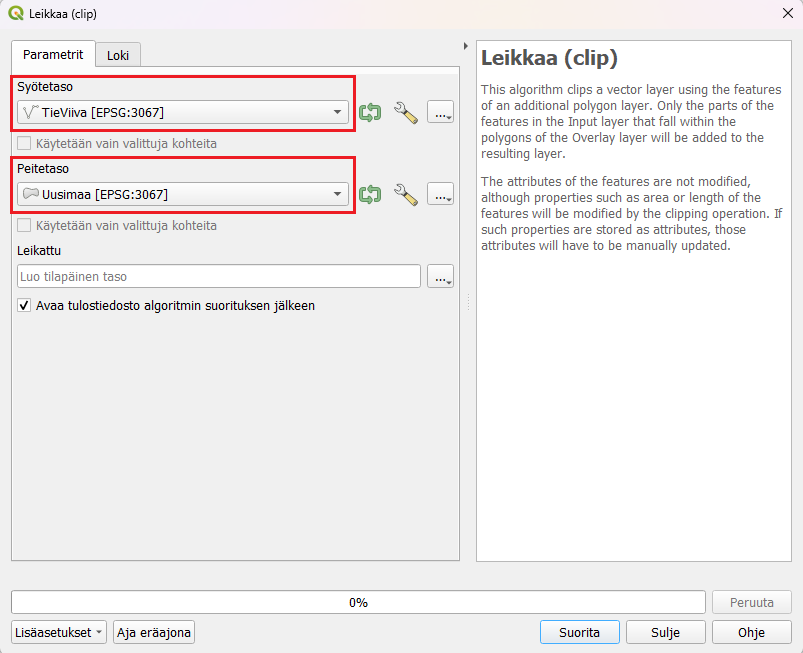 Leikkaa (clip)
Parametrit
Loki
Syötetaso
TieViiva [EPSG:3067]
...
Käytetään vain valittuja kohteita
Peitetaso
Uusimaa [EPSG:3067]
...
Käytetään vain valittuja kohteita
Leikattu
Luo tilapäinen taso
...
Avaa tulostiedosto algoritmin suorituksen jälkeen
Leikkaa (clip)
This algorithm clips a vector layer using the features
of an additional polygon layer. Only the parts of the
features in the Input layer that fall within the
polygons of the Overlay layer will be added to the
resulting layer.
The attributes of the features are not modified,
although properties such as area or length of the
features will be modified by the clipping operation. If
such properties are stored as attributes, those
attributes will have to be manually updated.
0%
Peruuta
Lisäasetukset
Aja eräajona
Suorita
Sulje
Ohje